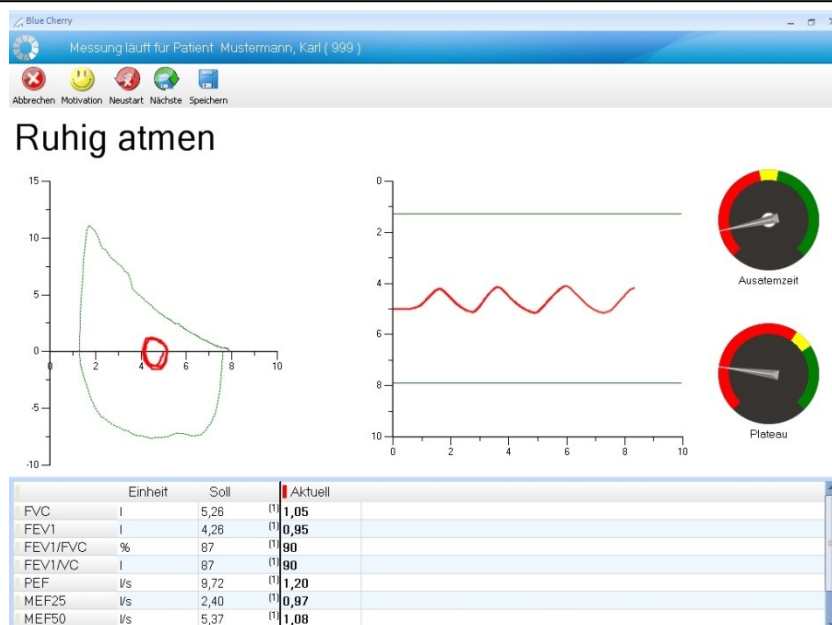 Blue Cherry
Messung läuft für Patient Mustermann, Karl ( 999 )
Abbrechen Motivation Neustart Nächste Speichern
Ruhig atmen
15
10
5
0
-5
-10
0 2 4 6 8 10
0
2
4
6
8
10
0 2 4 6 8 10
Ausatemzeit
Plateau
Einheit Soll Aktuell
FVC l 5,26 (1) 1,05
FEV1 l 4,26 (1) 0,95
FEV1/FVC % 87 (1) 90
FEV1/VC l 87 (1) 90
PEF l/s 9,72 (1) 1,20
MEF25 l/s 2,40 (1) 0,97
MEF50 l/s 5,37 (1) 1,08